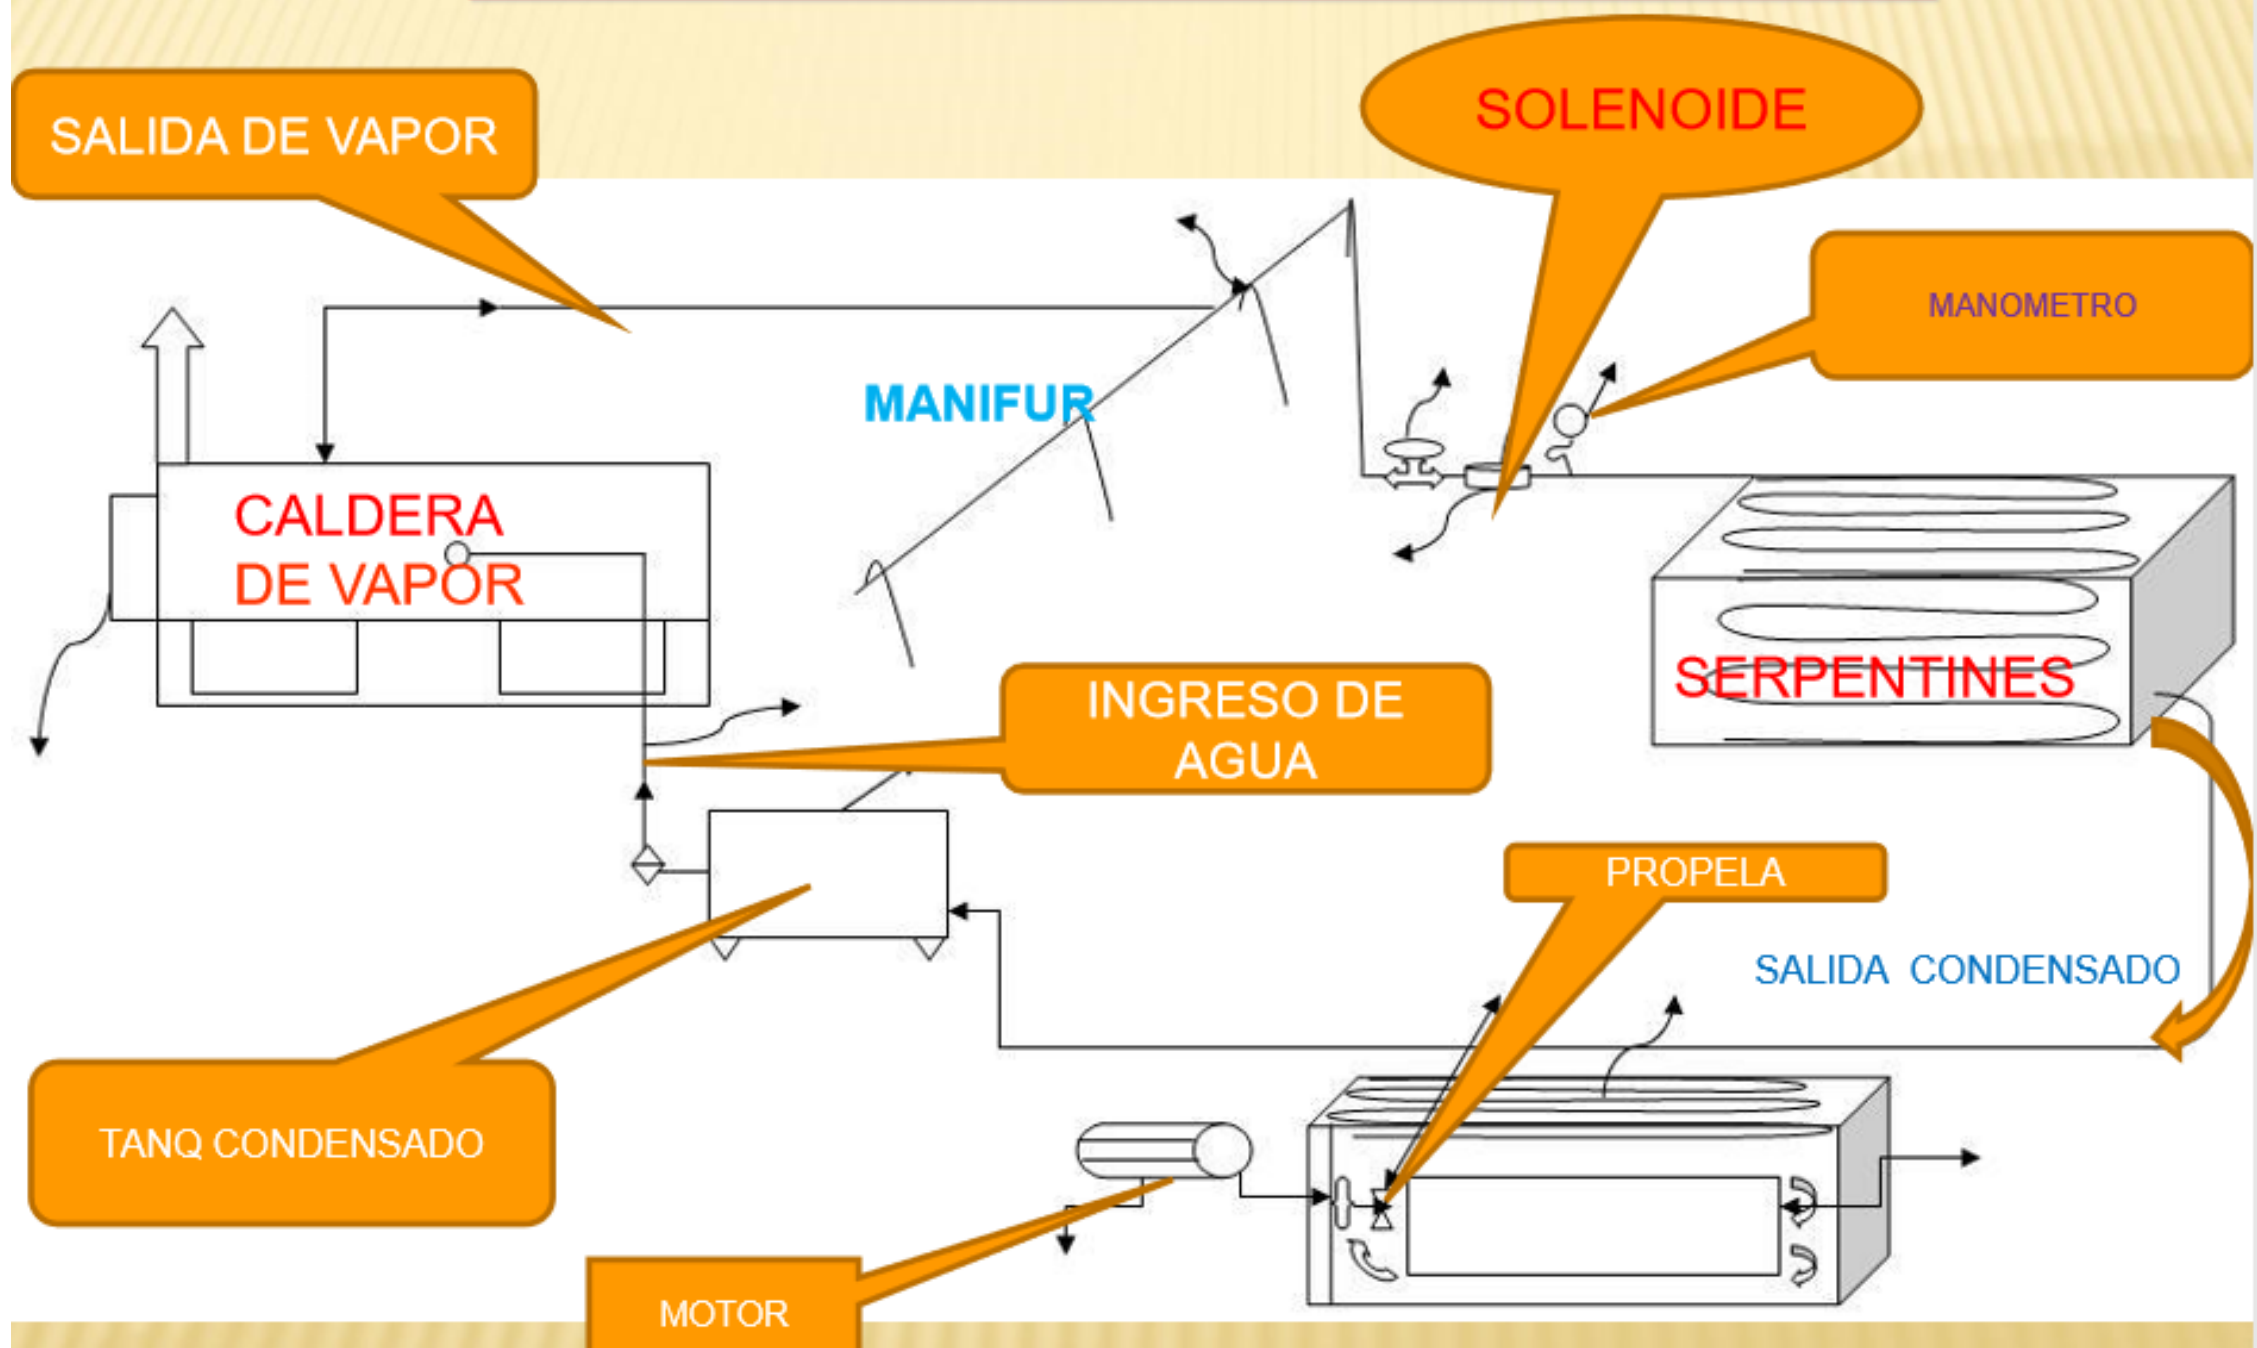 SALIDA DE VAPOR
SOLENOIDE
MANOMETRO
MANIFUR
CALDERA
DE VAPOR
INGRESO DE
AGUA
SERPENTINES
PROPELA
SALIDA CONDENSADO
TANQ CONDENSADO
MOTOR